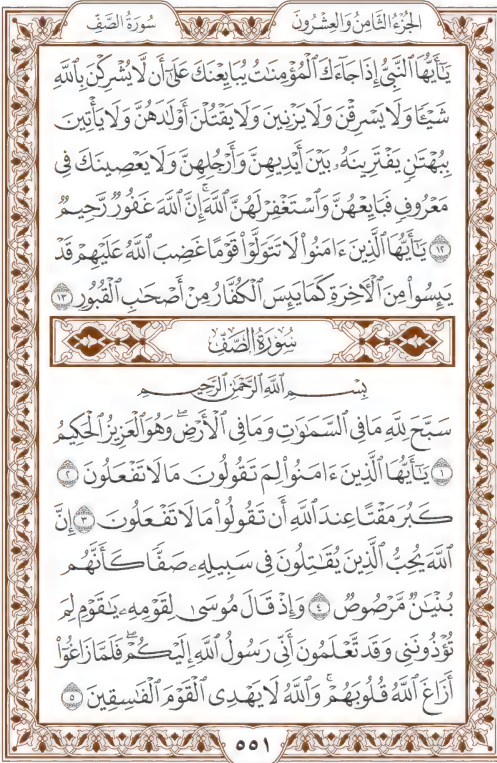 الجُزْءُ الثَّامِنُ وَالعِشْرُونَ سُورَةُ الصَّفِّ
يَٰٓأَيُّهَا ٱلنَّبِيُّ إِذَا جَآءَكَ ٱلْمُؤْمِنَٰتُ يُبَايِعْنَكَ عَلَىٰٓ أَن لَّا يُشْرِكْنَ بِٱللَّهِ
شَيْـًٔا وَلَا يَسْرِقْنَ وَلَا يَزْنِينَ وَلَا يَقْتُلْنَ أَوْلَٰدَهُنَّ وَلَا يَأْتِينَ
بِبُهْتَٰنٍ يَفْتَرِينَهُۥ بَيْنَ أَيْدِيهِنَّ وَأَرْجُلِهِنَّ وَلَا يَعْصِينَكَ فِى
مَعْرُوفٍ فَبَايِعْهُنَّ وَٱسْتَغْفِرْ لَهُنَّ ٱللَّهَ ۖ إِنَّ ٱللَّهَ غَفُورٌ رَّحِيمٌ
١٢ يَٰٓأَيُّهَا ٱلَّذِينَ ءَامَنُوا۟ لَا تَتَوَلَّوْا۟ قَوْمًا غَضِبَ ٱللَّهُ عَلَيْهِمْ قَدْ
يَئِسُوا۟ مِنَ ٱلْءَاخِرَةِ كَمَا يَئِسَ ٱلْكُفَّارُ مِنْ أَصْحَٰبِ ٱلْقُبُورِ ١٣
سُورَةُ الصَّفِّ
بِسْمِ ٱللَّهِ ٱلرَّحْمَٰنِ ٱلرَّحِيمِ
سَبَّحَ لِلَّهِ مَا فِى ٱلسَّمَٰوَٰتِ وَمَا فِى ٱلْأَرْضِ ۖ وَهُوَ ٱلْعَزِيزُ ٱلْحَكِيمُ
١ يَٰٓأَيُّهَا ٱلَّذِينَ ءَامَنُوا۟ لِمَ تَقُولُونَ مَا لَا تَفْعَلُونَ ٢
كَبُرَ مَقْتًا عِندَ ٱللَّهِ أَن تَقُولُوا۟ مَا لَا تَفْعَلُونَ ٣ إِنَّ
ٱللَّهَ يُحِبُّ ٱلَّذِينَ يُقَٰتِلُونَ فِى سَبِيلِهِۦ صَفًّا كَأَنَّهُم
بُنْيَٰنٌ مَّرْصُوصٌ ٤ وَإِذْ قَالَ مُوسَىٰ لِقَوْمِهِۦ يَٰقَوْمِ لِمَ
تُؤْذُونَنِى وَقَد تَّعْلَمُونَ أَنِّى رَسُولُ ٱللَّهِ إِلَيْكُمْ ۖ فَلَمَّا زَاغُوٓا۟
أَزَاغَ ٱللَّهُ قُلُوبَهُمْ ۚ وَٱللَّهُ لَا يَهْدِى ٱلْقَوْمَ ٱلْفَٰسِقِينَ ٥
٥٥١